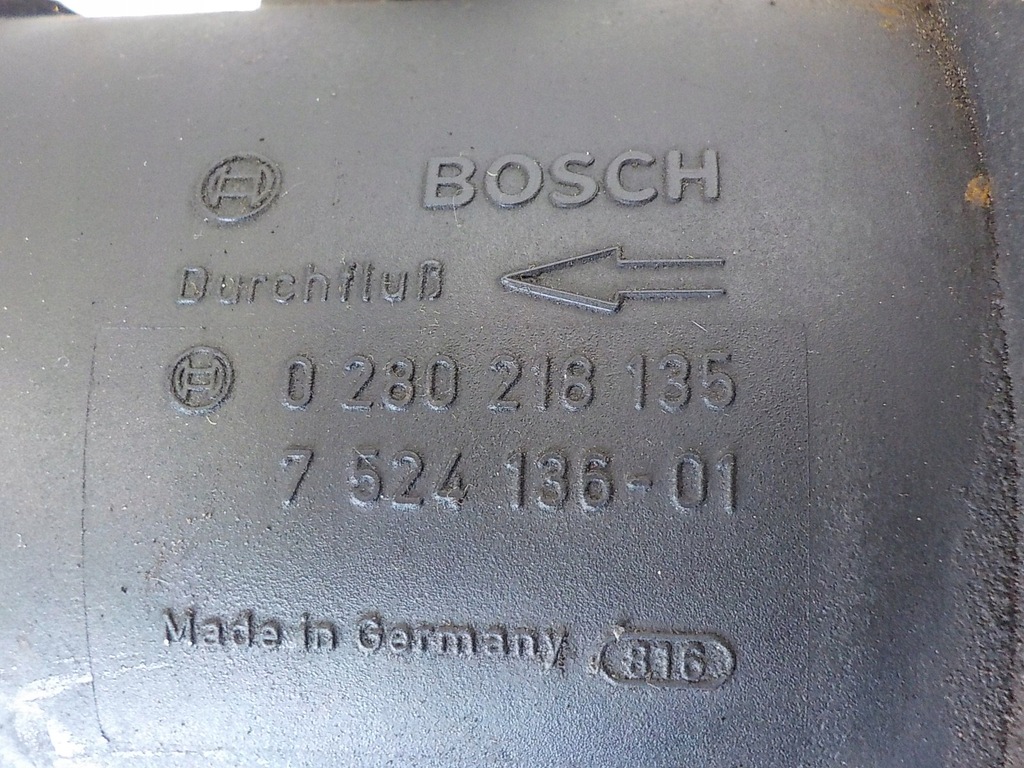 BOSCH
Durchfluß
0 280 218 135
7 524 136-01
Made in Germany 816